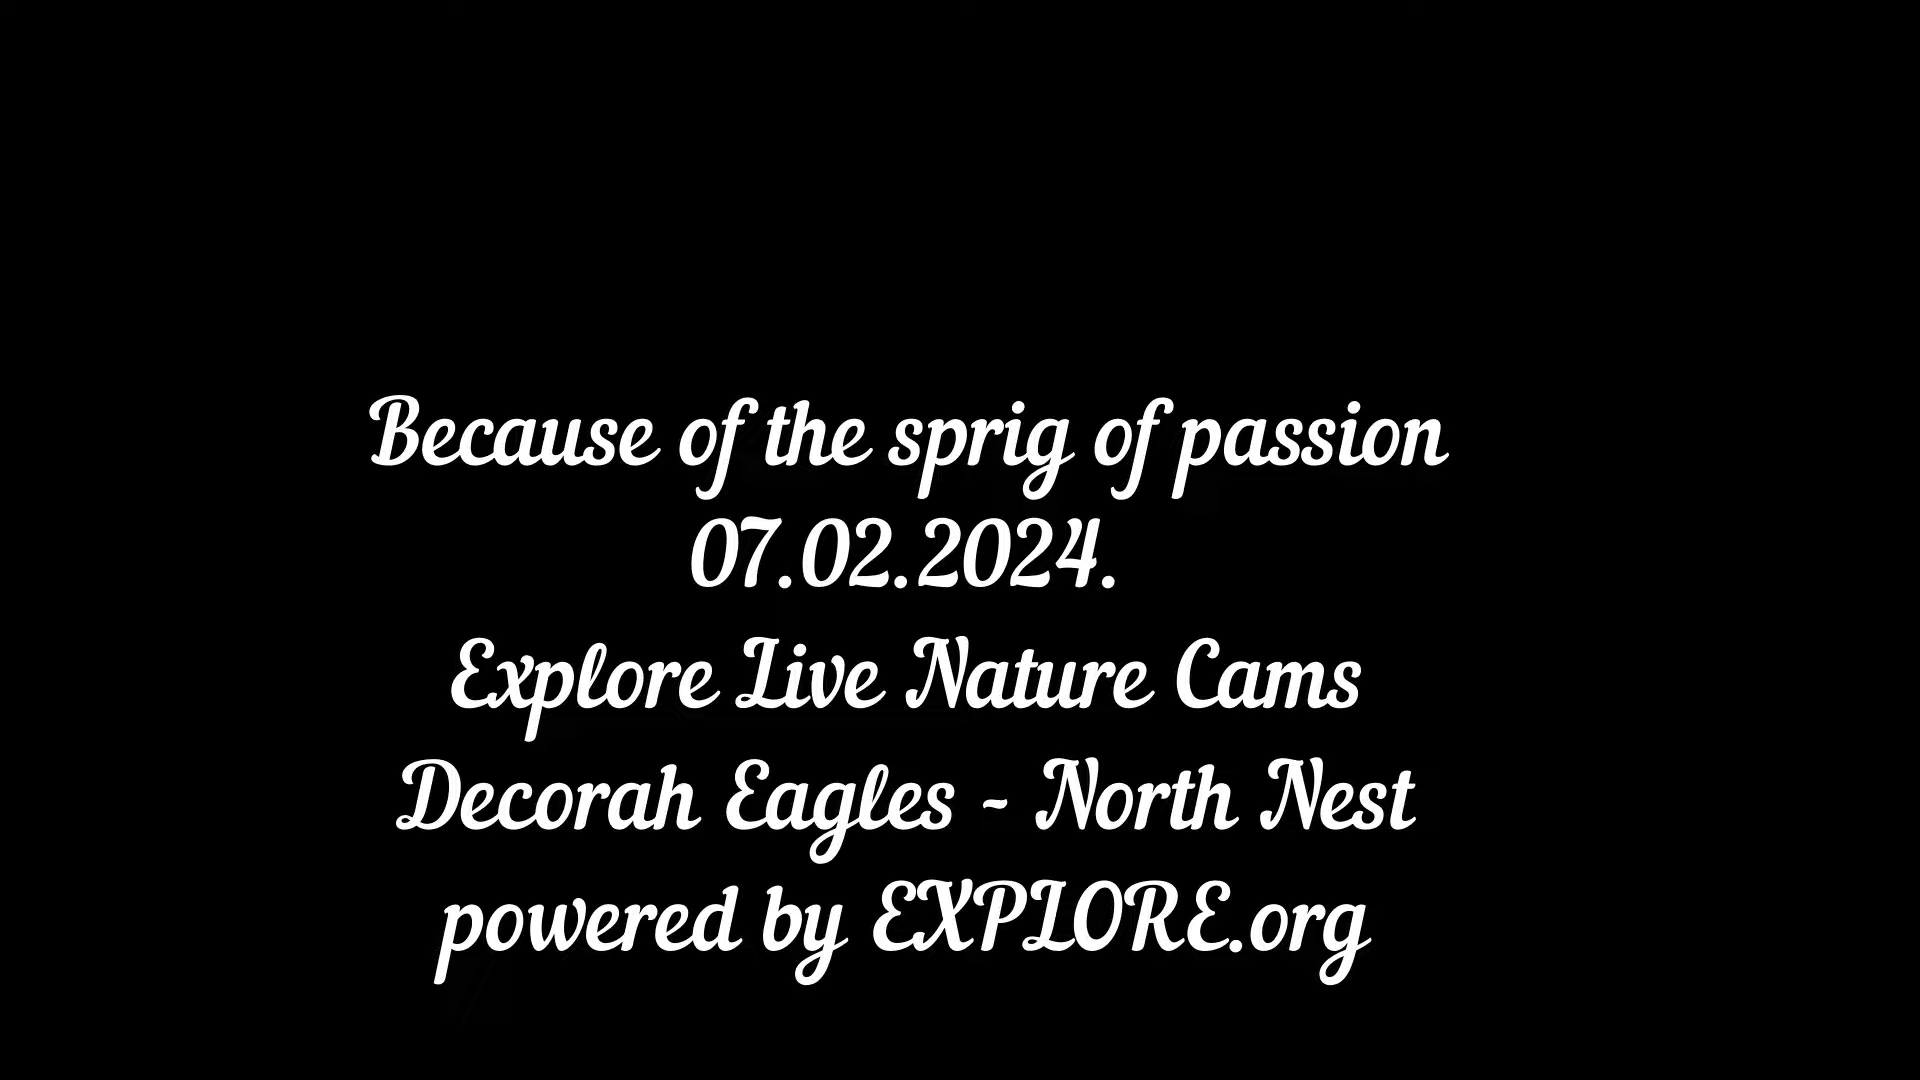 Because of the sprig of passion
07.02.2024.
Explore Live Nature Cams
Decorah Eagles - North Nest
powered by EXPLORE.org